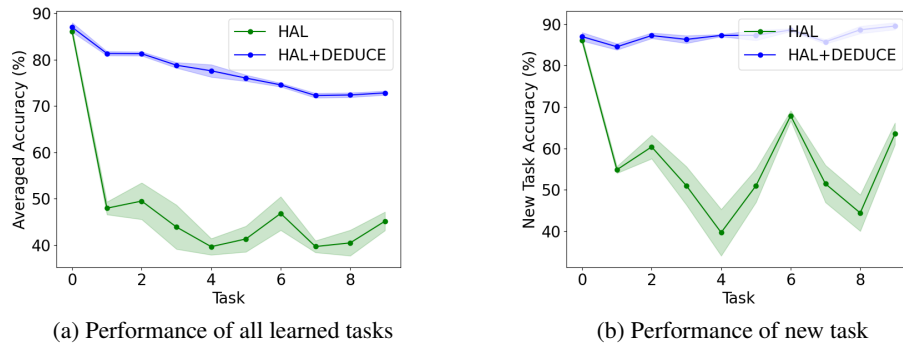 90
80
70
60
50
40
Averaged Accuracy (%)
HAL
HAL+DEDUCE
0 2 4 6 8
Task
(a) Performance of all learned tasks
90
80
70
60
50
40
New Task Accuracy (%)
HAL
HAL+DEDUCE
0 2 4 6 8
Task
(b) Performance of new task